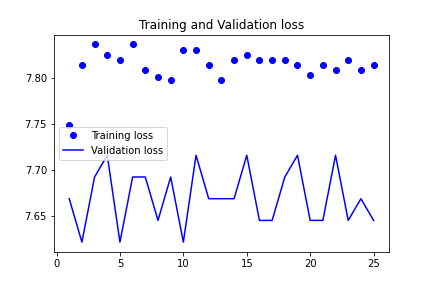 Training and Validation loss
7.80
7.75
7.70
7.65
Training loss
Validation loss
0 5 10 15 20 25